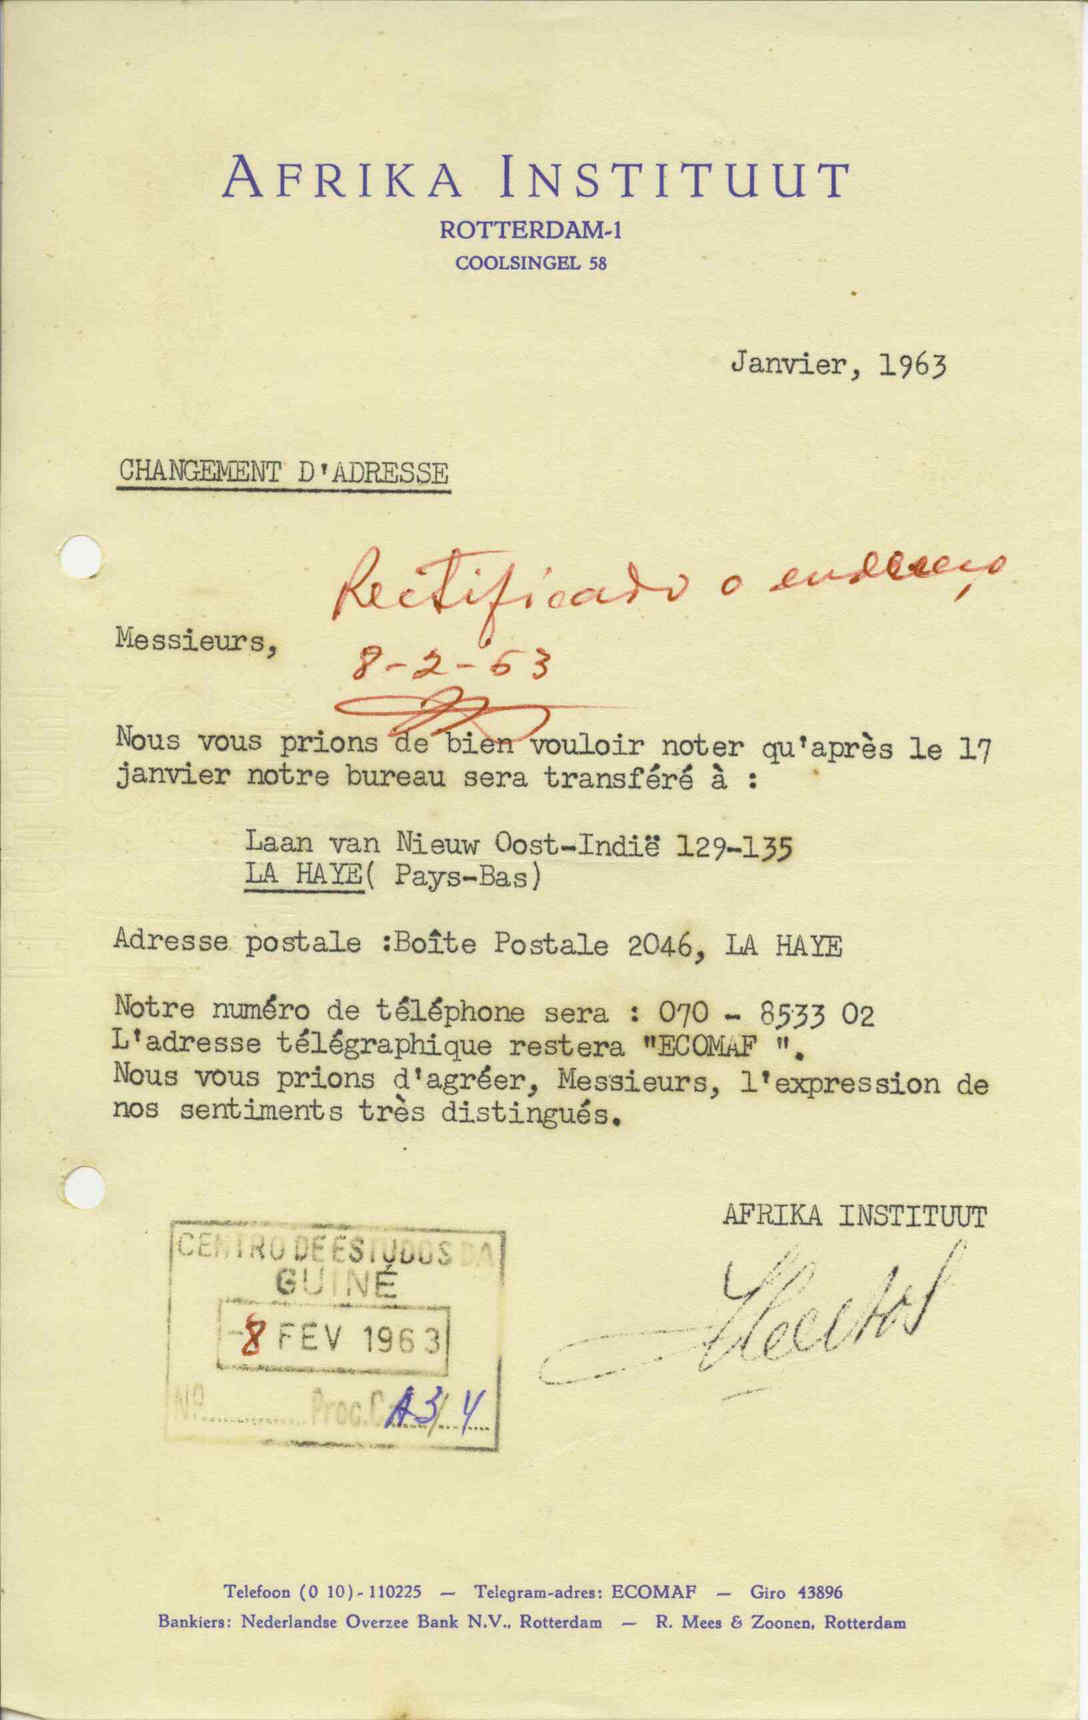 AFRIKA INSTITUUT
ROTTERDAM-1
COOLSINGEL 58
Janvier, 1963
CHANGEMENT D'ADRESSE
Rectificado o endereço
Messieurs,
8-2-63
Nous vous prions de bien vouloir noter qu'après le 17
janvier notre bureau sera transféré à :
Laan van Nieuw Oost-Indië 129-135
LA HAYE( Pays-Bas)
Adresse postale :Boîte Postale 2046, LA HAYE
Notre numéro de téléphone sera : 070 - 8533 02
L'adresse télégraphique restera "ECOMAF ".
Nous vous prions d'agréer, Messieurs, l'expression de
nos sentiments très distingués.
AFRIKA INSTITUUT
CENTRO DE ESTUDOS DA
GUINÉ
-8 FEV 1963
Nº............ Proc.C A3/4
Telefoon (0 10)-110225 — Telegram-adres: ECOMAF — Giro 43896
Bankiers: Nederlandse Overzee Bank N.V., Rotterdam — R. Mees & Zoonen, Rotterdam